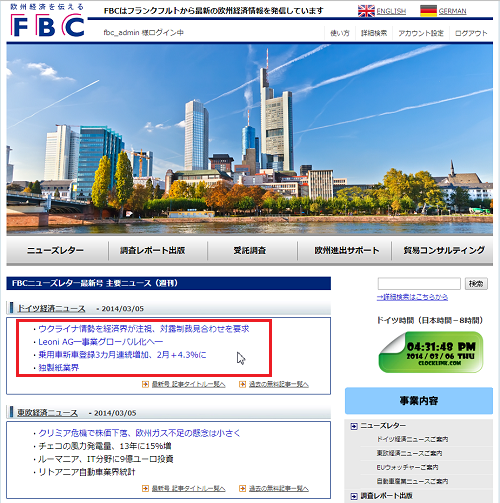 欧州経済を伝える
FBC
FBCはフランクフルトから最新の欧州経済情報を発信しています
ENGLISH
GERMAN
fbc_admin 様ログイン中
使い方
詳細検索
アカウント設定
ログアウト
ニューズレター
調査レポート出版
受託調査
欧州進出サポート
貿易コンサルティング
FBCニューズレター最新号 主要ニュース（週刊）
ドイツ経済ニュース - 2014/03/05
・ウクライナ情勢を経済界が注視、対露制裁見合わせを要求
・Leoni AG―事業グローバル化へ―
・乗用車新車登録3カ月連続増加、2月＋4.3％に
・独製紙業界
最新号 記事タイトル一覧へ
過去の無料記事一覧へ
東欧経済ニュース - 2014/03/05
・クリミア危機で株価下落、欧州ガス不足の懸念は小さく
・チェコの風力発電量、13年に15％増
・ルーマニア、IT分野に9億ユーロ投資
・リトアニア自動車業界統計
最新号 記事タイトル一覧へ
過去の無料記事一覧へ
検索
→詳細検索はこちらから
ドイツ時間（日本時間－8時間）
04:31:48 PM
2014 / 03 / 06 THU
CLOCKLINK.COM
事業内容
ニューズレター
ドイツ経済ニュースご案内
東欧経済ニュースご案内
EUウォッチャーご案内
自動車産業ニュースご案内
調査レポート出版